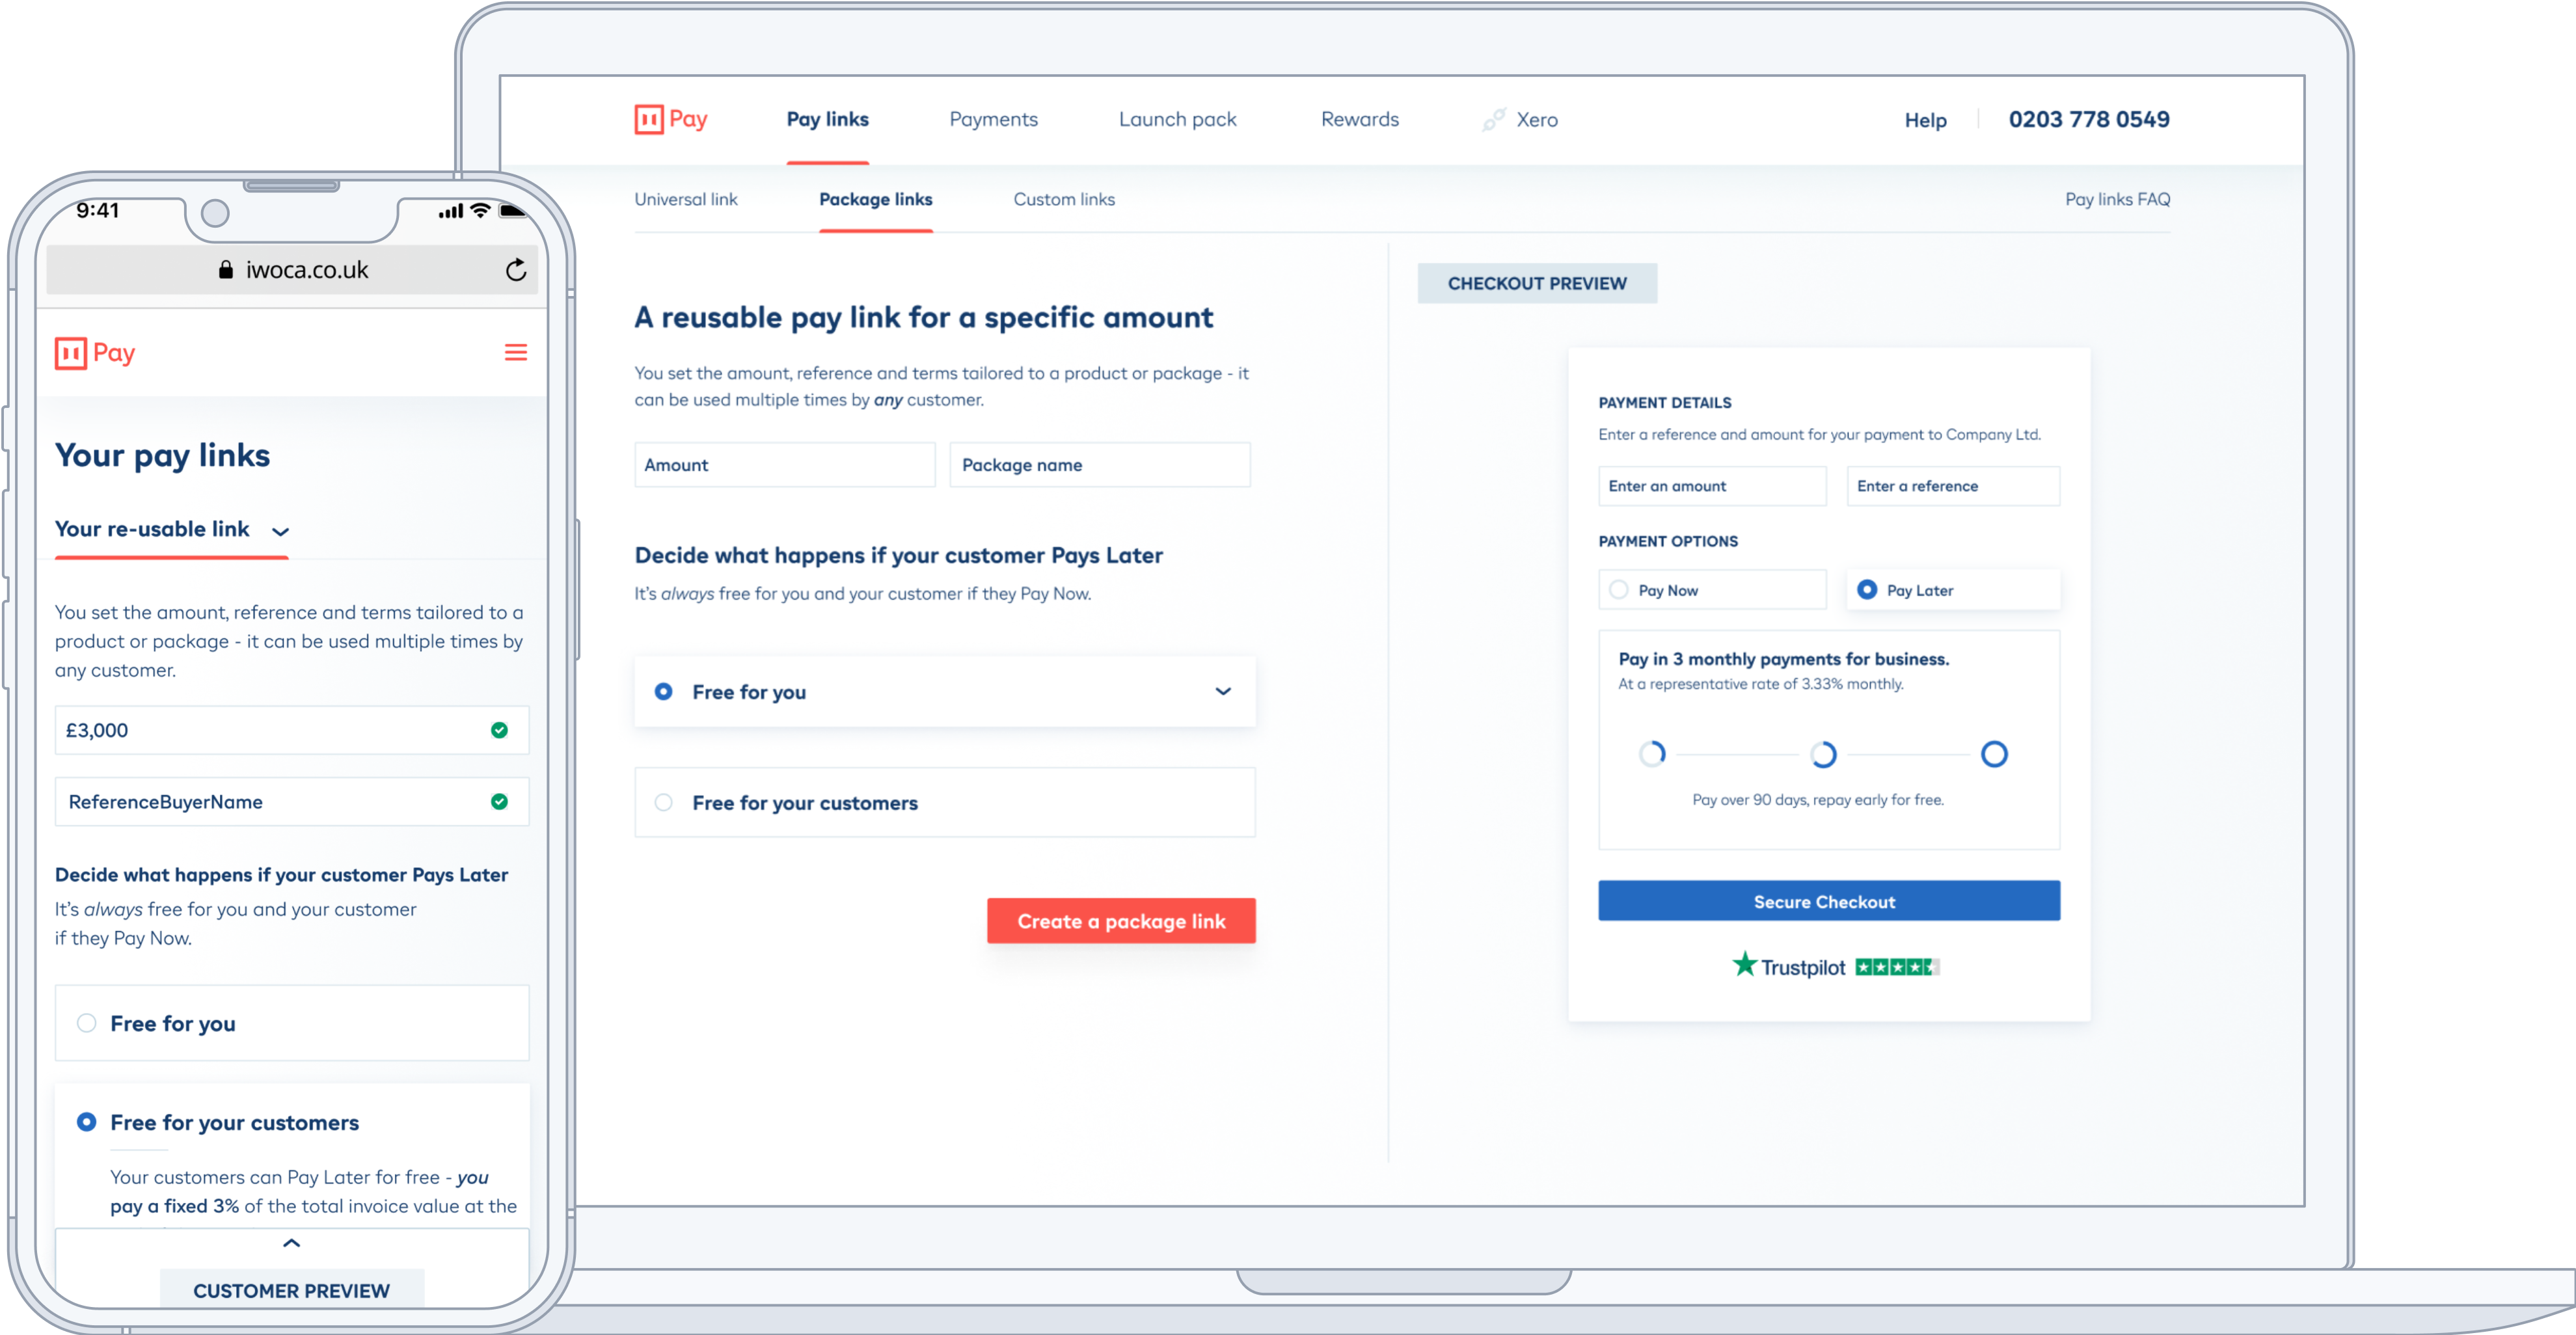 9:41
iwoca.co.uk
Pay
Your pay links
Your re-usable link
You set the amount, reference and terms tailored to a
product or package - it can be used multiple times by
any customer.
£3,000
ReferenceBuyerName
Decide what happens if your customer Pays Later
It's always free for you and your customer
if they Pay Now.
Free for you
Free for your customers
Your customers can Pay Later for free - you
pay a fixed 3% of the total invoice value at the
CUSTOMER PREVIEW
Pay
Pay links
Payments
Launch pack
Rewards
Xero
Help
0203 778 0549
Universal link
Package links
Custom links
Pay links FAQ
A reusable pay link for a specific amount
You set the amount, reference and terms tailored to a product or package - it
can be used multiple times by any customer.
Amount
Package name
Decide what happens if your customer Pays Later
It's always free for you and your customer if they Pay Now.
Free for you
Free for your customers
Create a package link
CHECKOUT PREVIEW
PAYMENT DETAILS
Enter a reference and amount for your payment to Company Ltd.
Enter an amount
Enter a reference
PAYMENT OPTIONS
Pay Now
Pay Later
Pay in 3 monthly payments for business.
At a representative rate of 3.33% monthly.
Pay over 90 days, repay early for free.
Secure Checkout
Trustpilot